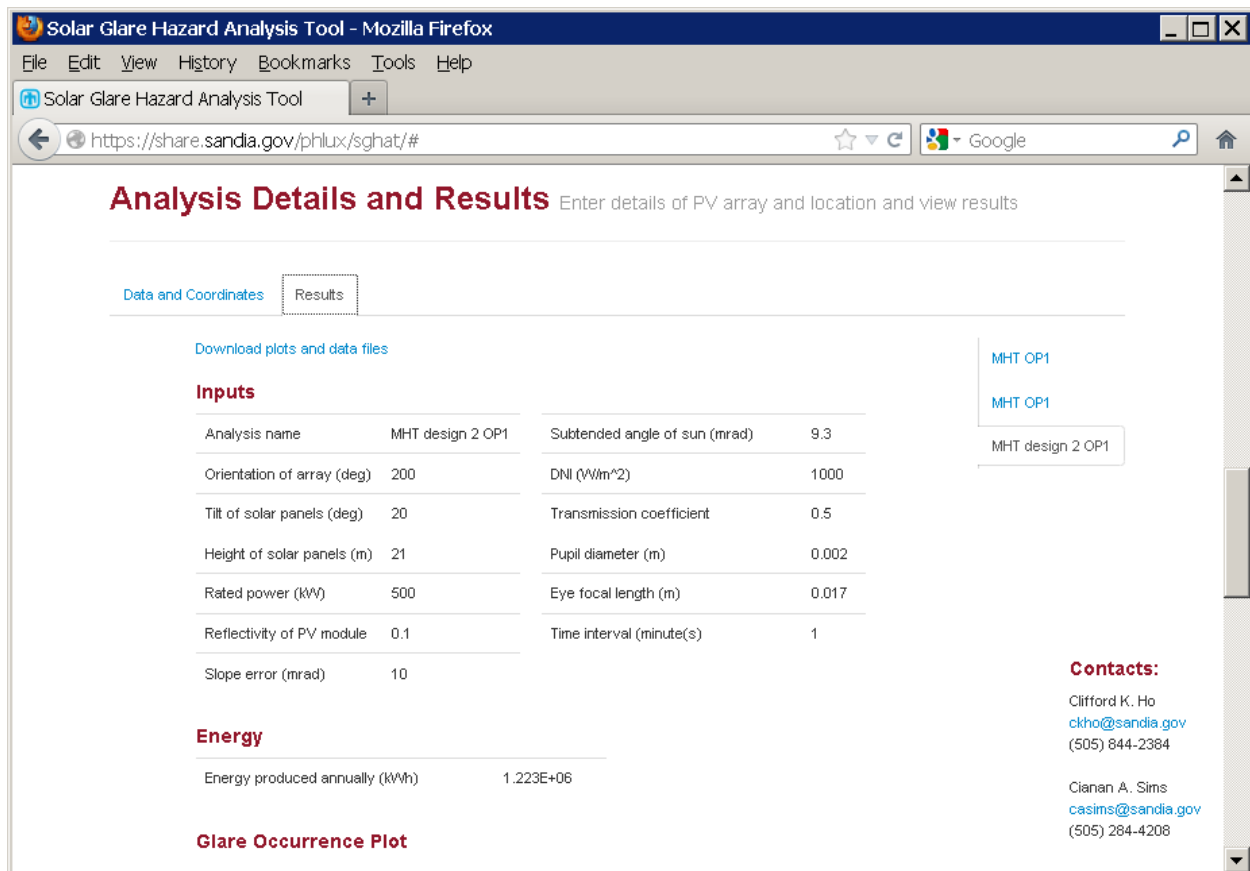 Solar Glare Hazard Analysis Tool - Mozilla Firefox
File Edit View History Bookmarks Tools Help
Solar Glare Hazard Analysis Tool +
https://share.sandia.gov/phlux/sghat/# Google
Analysis Details and Results Enter details of PV array and location and view results
Data and Coordinates Results
Download plots and data files
MHT OP1
MHT OP1
MHT design 2 OP1
Inputs
Analysis name MHT design 2 OP1 Subtended angle of sun (mrad) 9.3
Orientation of array (deg) 200 DNI (W/m^2) 1000
Tilt of solar panels (deg) 20 Transmission coefficient 0.5
Height of solar panels (m) 21 Pupil diameter (m) 0.002
Rated power (kW) 500 Eye focal length (m) 0.017
Reflectivity of PV module 0.1 Time interval (minute(s) 1
Slope error (mrad) 10
Energy
Energy produced annually (kWh) 1.223E+06
Glare Occurrence Plot
Contacts:
Clifford K. Ho
ckho@sandia.gov
(505) 844-2384
Cianan A. Sims
casims@sandia.gov
(505) 284-4208